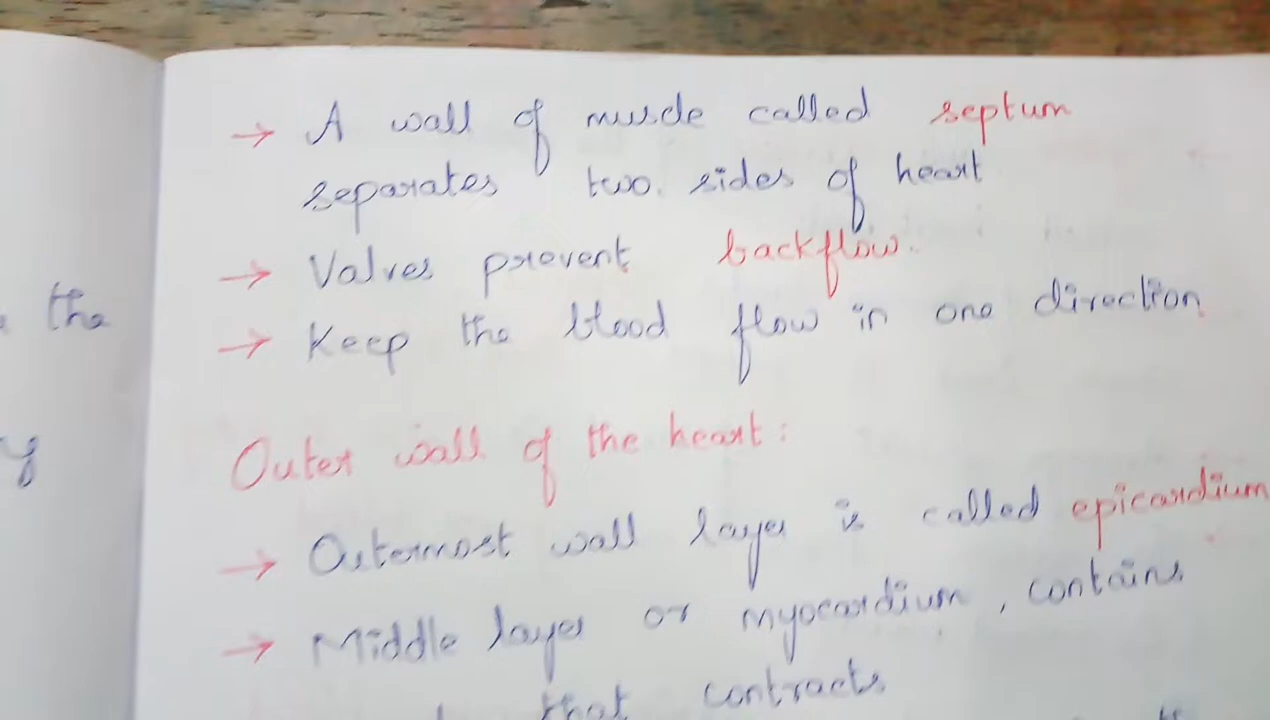 → A wall of muscle called septum
separates two sides of heart
→ Valves prevent backflow.
→ Keep the blood flow in one direction
the
Outer wall of the heart:
y
→ Outermost wall layer is called epicardium
→ Middle layer or myocardium, contains
that contracts